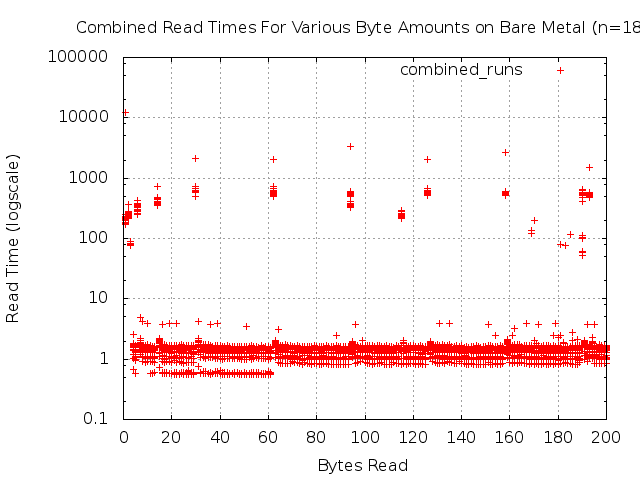 Combined Read Times For Various Byte Amounts on Bare Metal (n=18
combined_runs
Read Time (logscale)
100000
10000
1000
100
10
1
0.1
0 20 40 60 80 100 120 140 160 180 200
Bytes Read